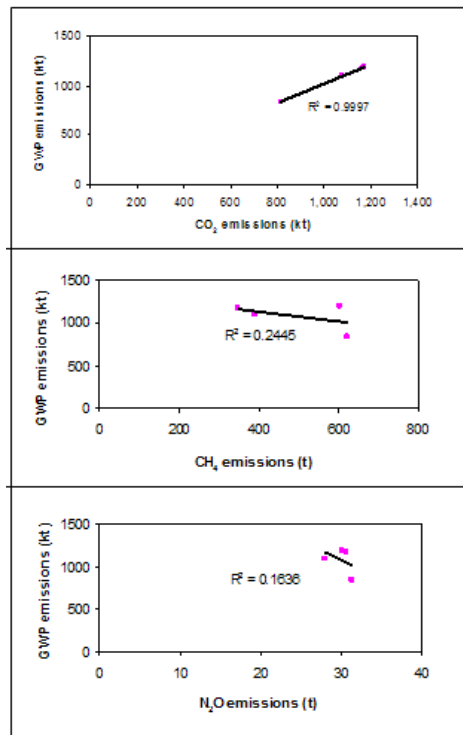 GWP emissions (kt)
1500
1000
500
0
R² = 0.9997
0 200 400 600 800 1,000 1,200 1,400
CO₂ emissions (kt)
GWP emissions (kt)
1500
1000
500
0
R² = 0.2445
0 200 400 600 800
CH₄ emissions (t)
GWP emissions (kt)
1500
1000
500
0
R² = 0.1636
0 10 20 30 40
N₂O emissions (t)